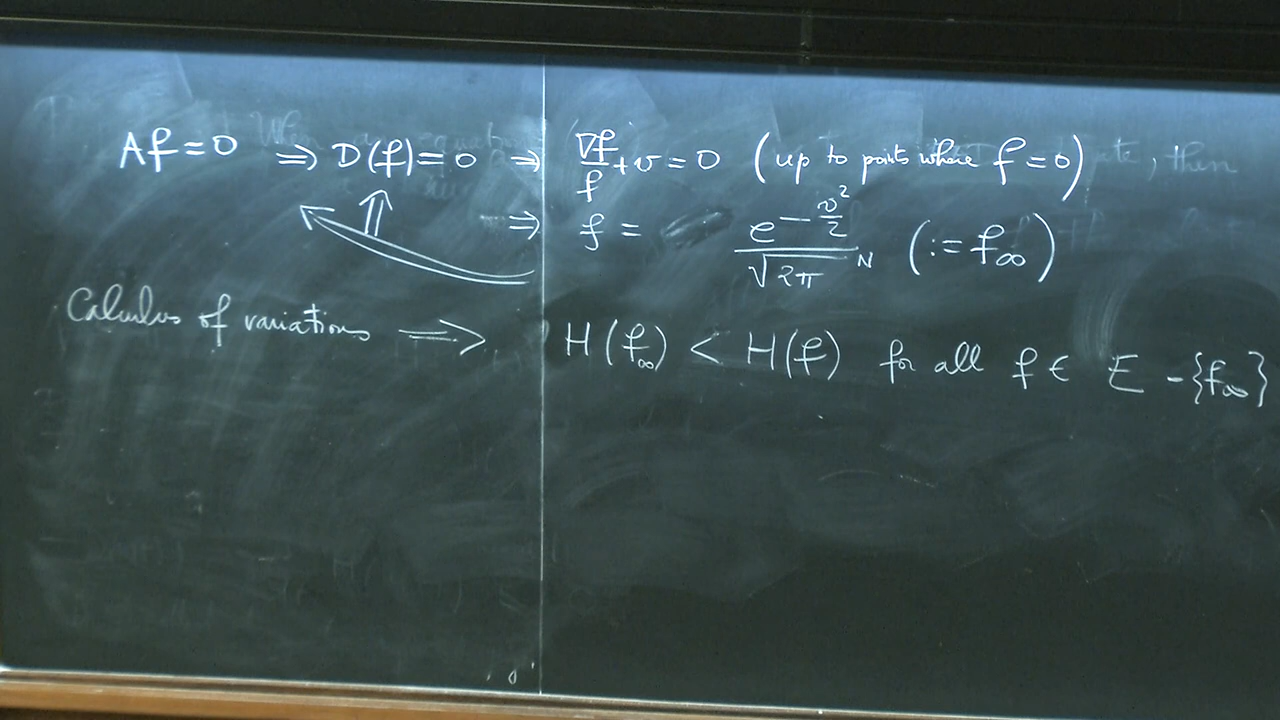 Af = 0 ⇒ D(f) = 0 ⇒ ∇f/f + v = 0 (up to points where f = 0)
⇒ f = e^{-v²/2} / √2π^N (:= f∞)
Calculus of variations ⇒ H(f∞) < H(f) for all f ∈ E - {f∞}